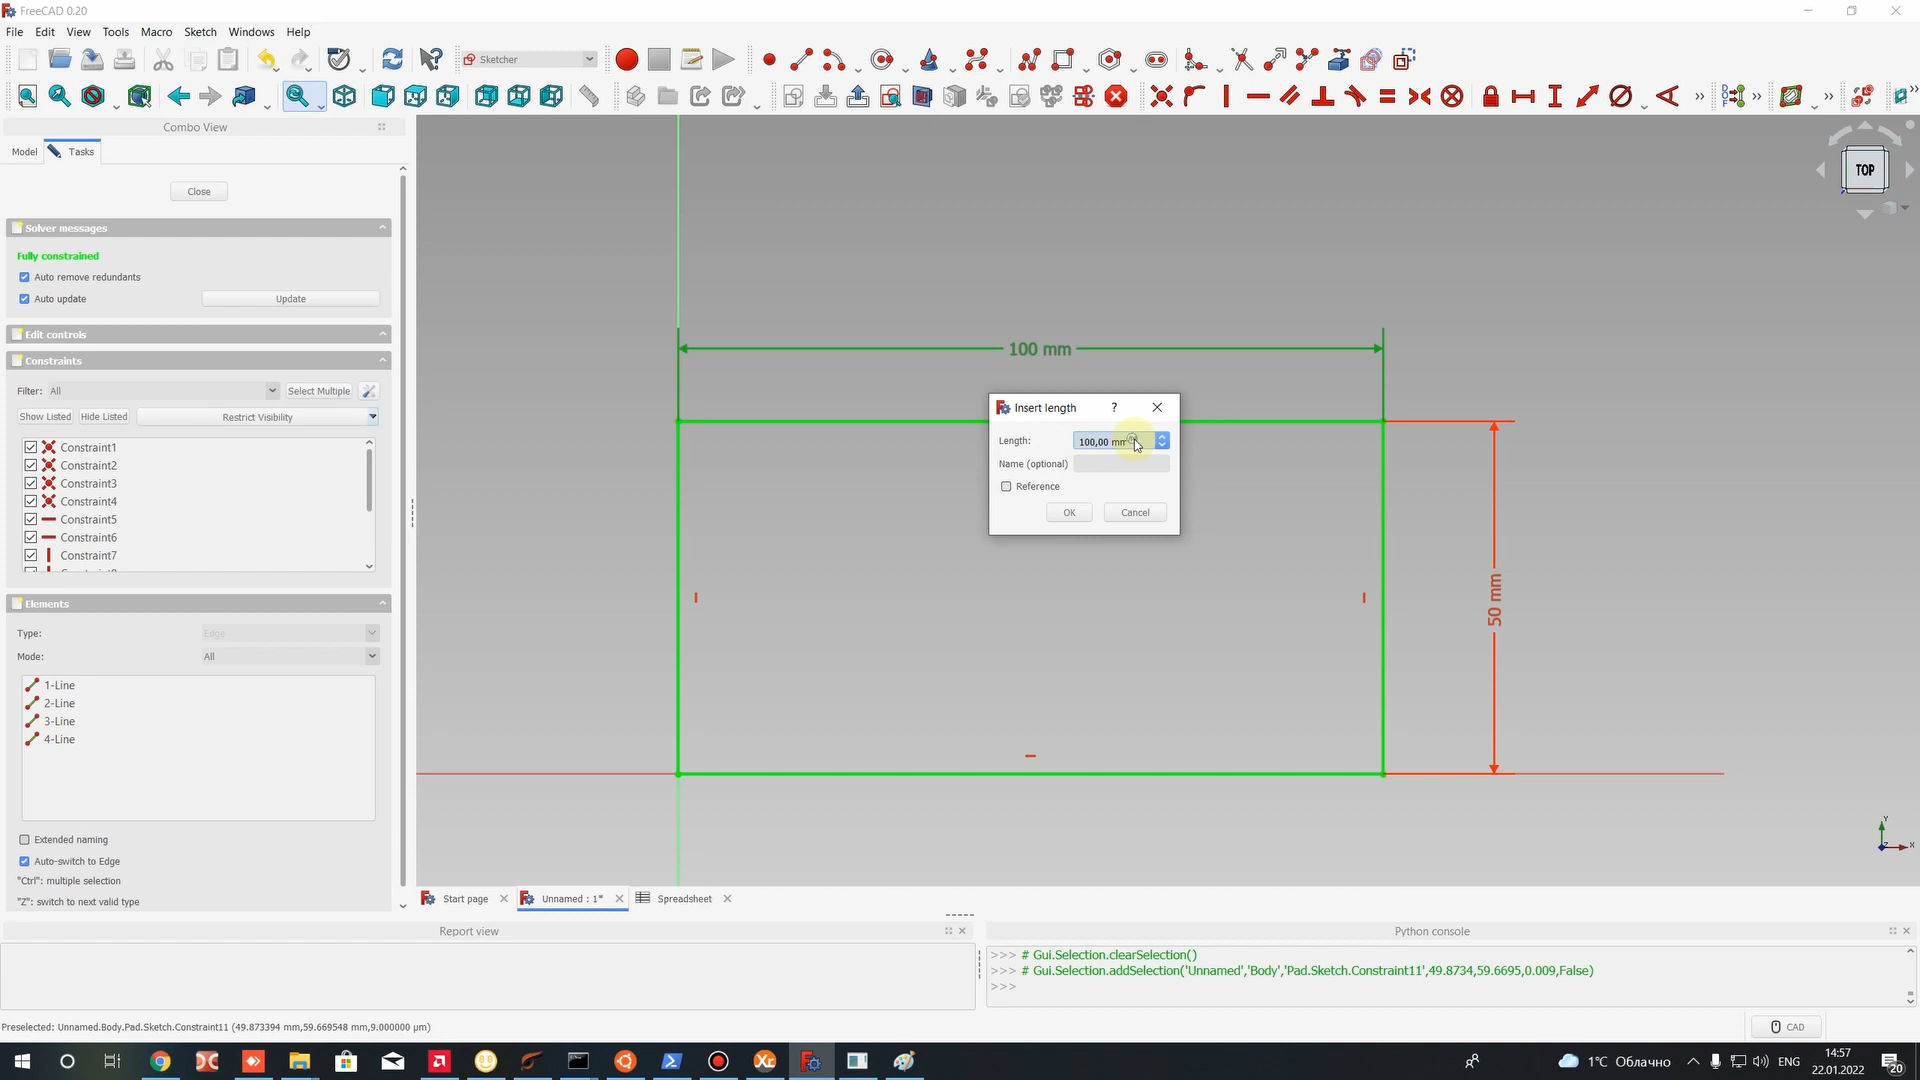 FreeCAD 0.20
File Edit View Tools Macro Sketch Windows Help
Sketcher
Combo View
Model Tasks
Close
Solver messages
Fully constrained
Auto remove redundants
Auto update Update
Edit controls
Constraints
Filter: All Select Multiple
Show Listed Hide Listed Restrict Visibility
Constraint1
Constraint2
Constraint3
Constraint4
Constraint5
Constraint6
Constraint7
Elements
Type: Edge
Mode: All
1-Line
2-Line
3-Line
4-Line
Extended naming
Auto-switch to Edge
"Ctrl": multiple selection
"Z": switch to next valid type
TOP
100 mm
Insert length ?
Length: 100,00 mm
Name (optional)
Reference
OK Cancel
50 mm
Y
Z X
Start page Unnamed : 1* Spreadsheet
Report view
Python console
>>> # Gui.Selection.clearSelection()
>>> # Gui.Selection.addSelection('Unnamed','Body','Pad.Sketch.Constraint11',49.8734,59.6695,0.009,False)
>>>
Preselected: Unnamed.Body.Pad.Sketch.Constraint11 (49.873394 mm,59.669548 mm,9.000000 µm)
CAD
1°C Облачно ENG 14:57
22.01.2022 20